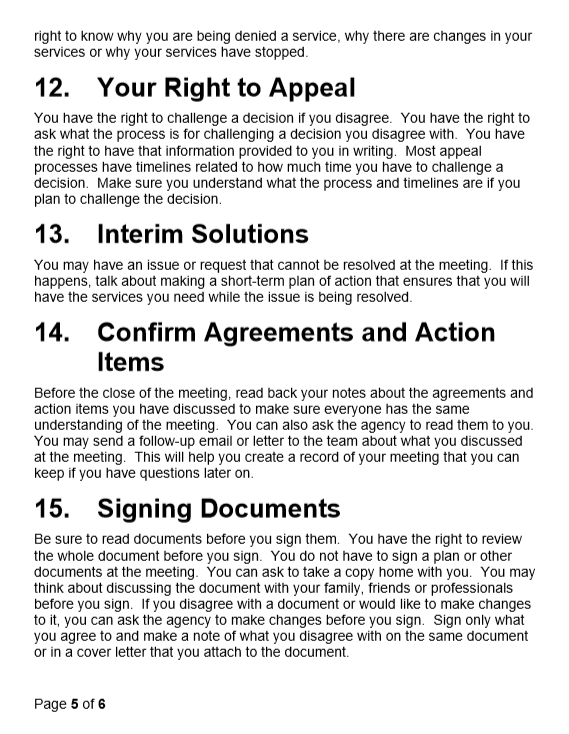 right to know why you are being denied a service, why there are changes in your
services or why your services have stopped.
12. Your Right to Appeal
You have the right to challenge a decision if you disagree.  You have the right to
ask what the process is for challenging a decision you disagree with.  You have
the right to have that information provided to you in writing.  Most appeal
processes have timelines related to how much time you have to challenge a
decision.  Make sure you understand what the process and timelines are if you
plan to challenge the decision.
13. Interim Solutions
You may have an issue or request that cannot be resolved at the meeting.  If this
happens, talk about making a short-term plan of action that ensures that you will
have the services you need while the issue is being resolved.
14. Confirm Agreements and Action
Items
Before the close of the meeting, read back your notes about the agreements and
action items you have discussed to make sure everyone has the same
understanding of the meeting.  You can also ask the agency to read them to you.
You may send a follow-up email or letter to the team about what you discussed
at the meeting.  This will help you create a record of your meeting that you can
keep if you have questions later on.
15. Signing Documents
Be sure to read documents before you sign them.  You have the right to review
the whole document before you sign.  You do not have to sign a plan or other
documents at the meeting.  You can ask to take a copy home with you.  You may
think about discussing the document with your family, friends or professionals
before you sign.  If you disagree with a document or would like to make changes
to it, you can ask the agency to make changes before you sign.  Sign only what
you agree to and make a note of what you disagree with on the same document
or in a cover letter that you attach to the document.
Page 5 of 6